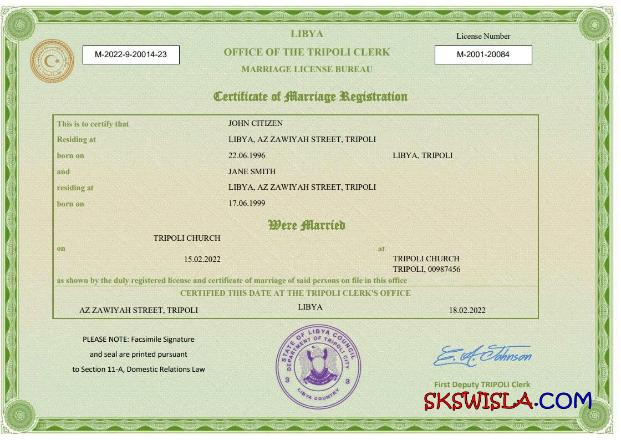 LIBYA
License Number
M-2022-9-20014-23
OFFICE OF THE TRIPOLI CLERK
M-2001-20084
MARRIAGE LICENSE BUREAU
Certificate of Marriage Registration
This is to certify that JOHN CITIZEN
Residing at LIBYA, AZ ZAWIYAH STREET, TRIPOLI
born on 22.06.1996 LIBYA, TRIPOLI
and JANE SMITH
residing at LIBYA, AZ ZAWIYAH STREET, TRIPOLI
born on 17.06.1999
Were Married
TRIPOLI CHURCH
on at
15.02.2022 TRIPOLI CHURCH
TRIPOLI, 00987456
as shown by the duly registered license and certificate of marriage of said persons on file in this office
CERTIFIED THIS DATE AT THE TRIPOLI CLERK'S OFFICE
AZ ZAWIYAH STREET, TRIPOLI LIBYA 18.02.2022
PLEASE NOTE: Facsimile Signature
and seal are printed pursuant
to Section 11-A, Domestic Relations Law
STATE OF LIBYA COUNCIL
DEPARTMENT OF TRIPOLI CITY
3 3
LIBYA COUNTRY
E. A. Johnson
First Deputy TRIPOLI Clerk
SKSWISLA.COM